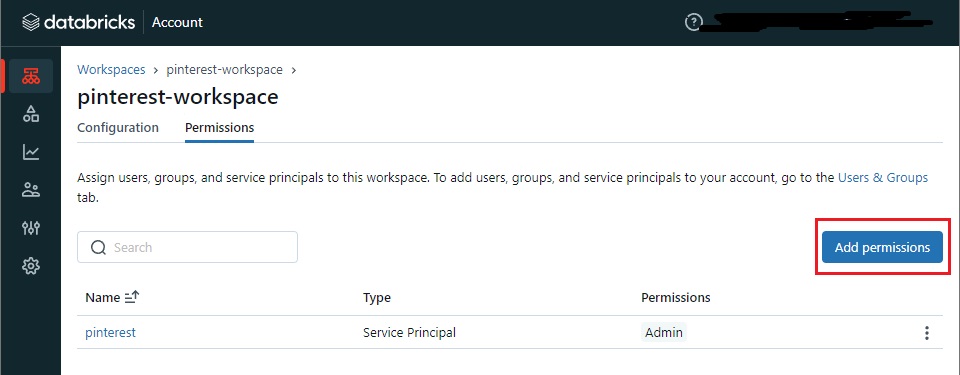 databricks Account
Workspaces > pinterest-workspace >
pinterest-workspace
Configuration Permissions
Assign users, groups, and service principals to this workspace. To add users, groups, and service principals to your account, go to the Users & Groups
tab.
Search Add permissions
Name Type Permissions
pinterest Service Principal Admin